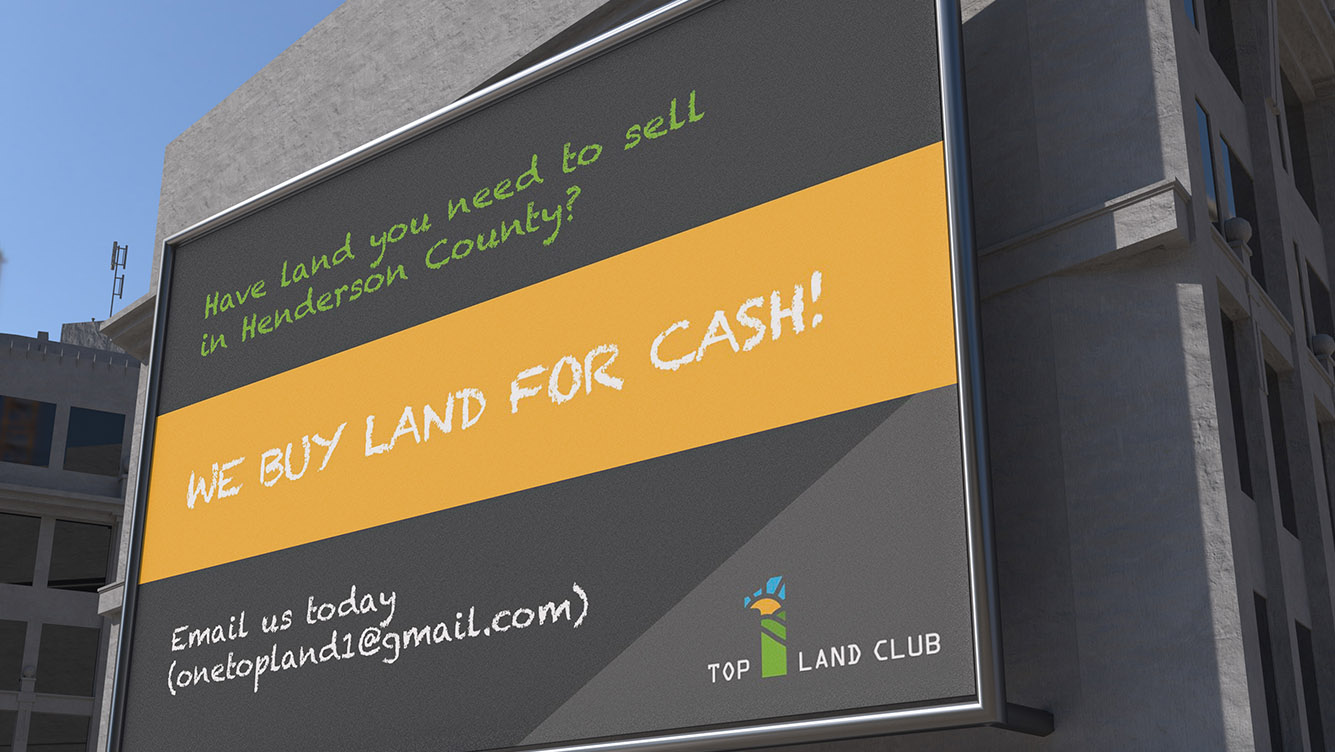 Have land you need to sell
in Henderson County?
WE BUY LAND FOR CASH!
Email us today
(onetopland1@gmail.com)
TOP 1 LAND CLUB